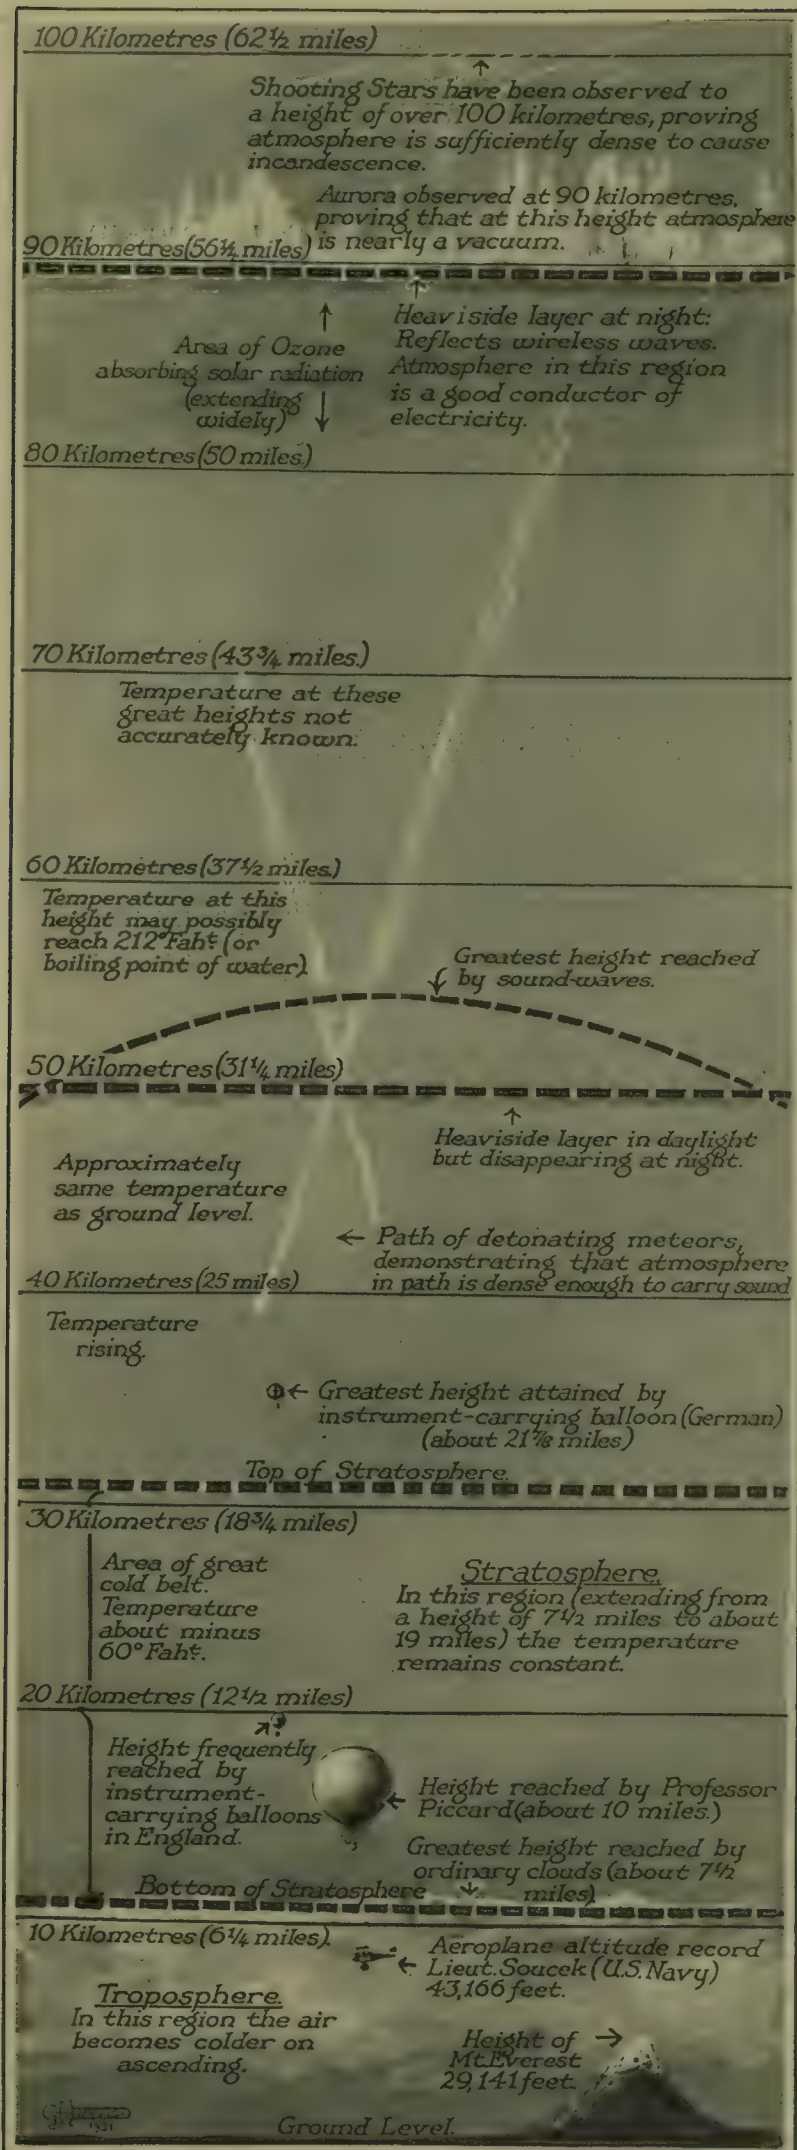 100 Kilometres (62½ miles)
Shooting Stars have been observed to
a height of over 100 kilometres, proving
atmosphere is sufficiently dense to cause
incandescence.
Aurora observed at 90 kilometres,
proving that at this height atmosphere
is nearly a vacuum.
90 Kilometres (56¼ miles)
Heaviside layer at night:
Reflects wireless waves.
Atmosphere in this region
is a good conductor of
electricity.
Area of Ozone
absorbing solar radiation
(extending
widely)
80 Kilometres (50 miles.)
70 Kilometres (43¾ miles.)
Temperature at these
great heights not
accurately known.
60 Kilometres (37½ miles.)
Temperature at this
height may possibly
reach 212° Faht. (or
boiling point of water).
Greatest height reached
by sound-waves.
50 Kilometres (31¼ miles)
Heaviside layer in daylight
but disappearing at night.
Approximately
same temperature
as ground level.
Path of detonating meteors,
demonstrating that atmosphere
in path is dense enough to carry sound
40 Kilometres (25 miles)
Temperature
rising.
Greatest height attained by
instrument-carrying balloon (German)
(about 21⅞ miles)
Top of Stratosphere.
30 Kilometres (18¾ miles)
Area of great
cold belt.
Temperature
about minus
60° Faht.
Stratosphere.
In this region (extending from
a height of 7½ miles to about
19 miles) the temperature
remains constant.
20 Kilometres (12½ miles)
Height frequently
reached by
instrument-
carrying balloons
in England.
Height reached by Professor
Piccard (about 10 miles.)
Greatest height reached by
ordinary clouds (about 7½
miles)
Bottom of Stratosphere
10 Kilometres (6¼ miles).
Aeroplane altitude record
Lieut. Soucek (U.S. Navy)
43,166 feet.
Troposphere.
In this region the air
becomes colder on
ascending.
Height of
Mt. Everest
29,141 feet.
1931
Ground Level.